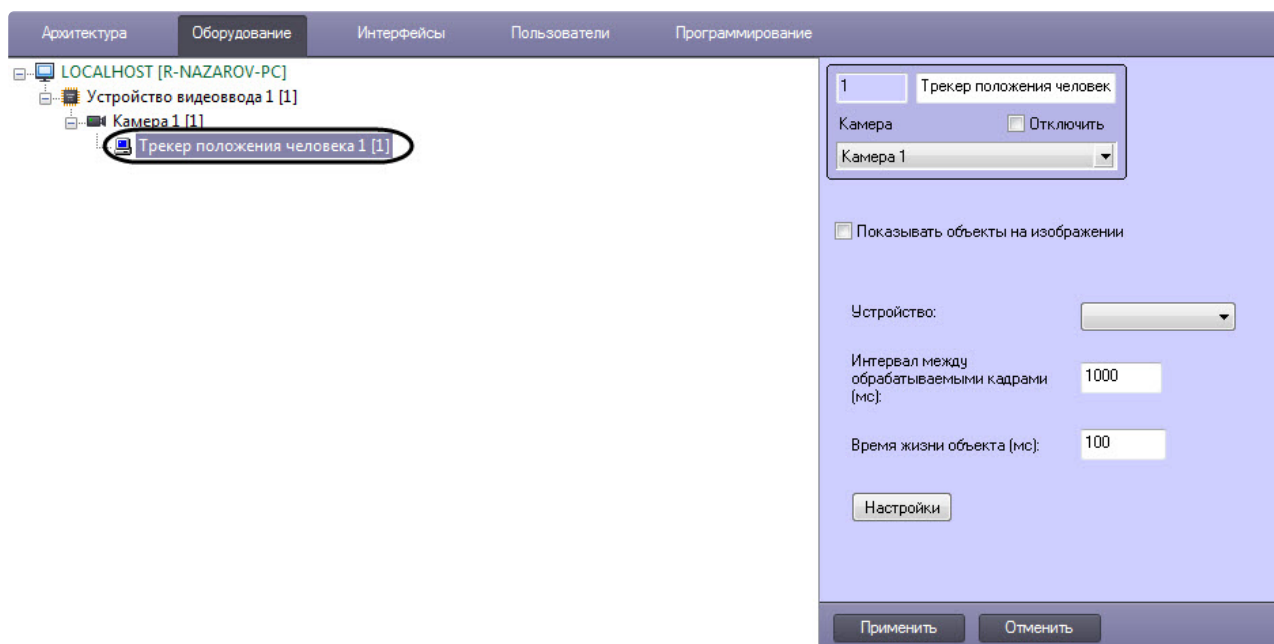 Архитектура Оборудование Интерфейсы Пользователи Программирование
LOCALHOST [R-NAZAROV-PC]
Устройство видеоввода 1 [1]
Камера 1 [1]
Трекер положения человека 1 [1]
1 Трекер положения человек
Камера Отключить
Камера 1
Показывать объекты на изображении
Устройство:
Интервал между
обрабатываемыми кадрами
(мс):
1000
Время жизни объекта (мс): 100
Настройки
Применить Отменить